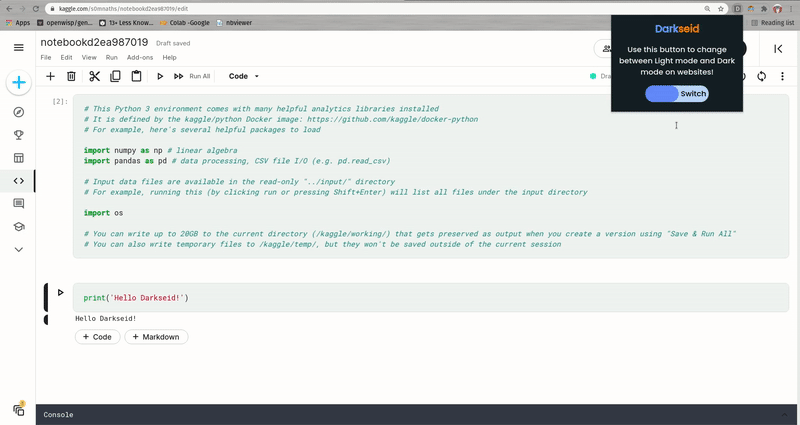 kaggle.com/s0mnaths/notebookd2ea987019/edit
Apps
openwisp/gen...
13+ Less Know...
Colab -Google
nbviewer
Reading list
notebookd2ea987019
Draft saved
File Edit View Run Add-ons Help
Run All
Code
Darkseid
Use this button to change
between Light mode and Dark
mode on websites!
Switch
[2]:
# This Python 3 environment comes with many helpful analytics libraries installed
# It is defined by the kaggle/python Docker image: https://github.com/kaggle/docker-python
# For example, here's several helpful packages to load
import numpy as np # linear algebra
import pandas as pd # data processing, CSV file I/O (e.g. pd.read_csv)
# Input data files are available in the read-only "../input/" directory
# For example, running this (by clicking run or pressing Shift+Enter) will list all files under the input directory
import os
# You can write up to 20GB to the current directory (/kaggle/working/) that gets preserved as output when you create a version using "Save & Run All"
# You can also write temporary files to /kaggle/temp/, but they won't be saved outside of the current session
print('Hello Darkseid!')
Hello Darkseid!
+ Code
+ Markdown
Console